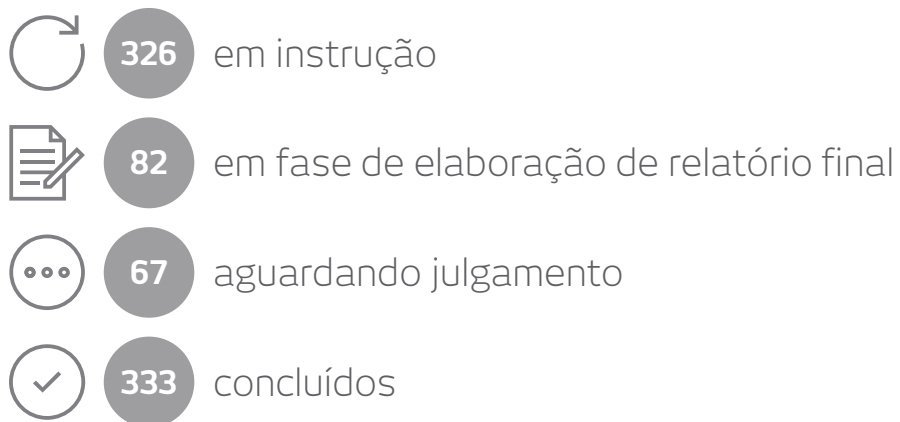 326 em instrução
82 em fase de elaboração de relatório final
67 aguardando julgamento
333 concluídos